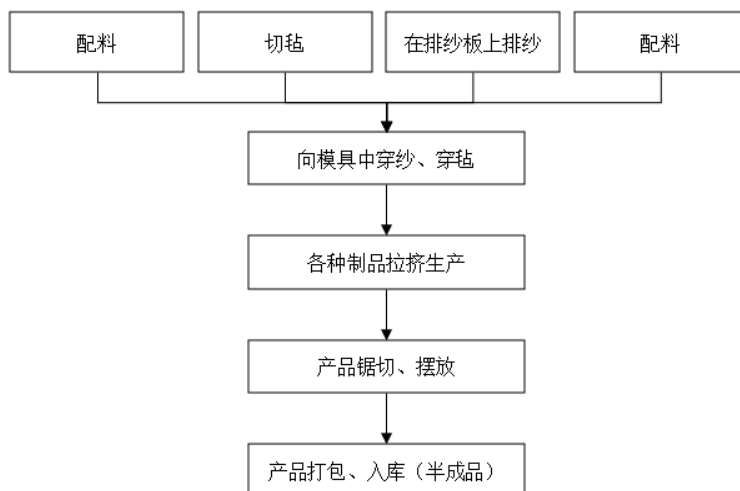 配料
切毡
在排纱板上排纱
配料
向模具中穿纱、穿毡
各种制品拉挤生产
产品锯切、摆放
产品打包、入库（半成品）